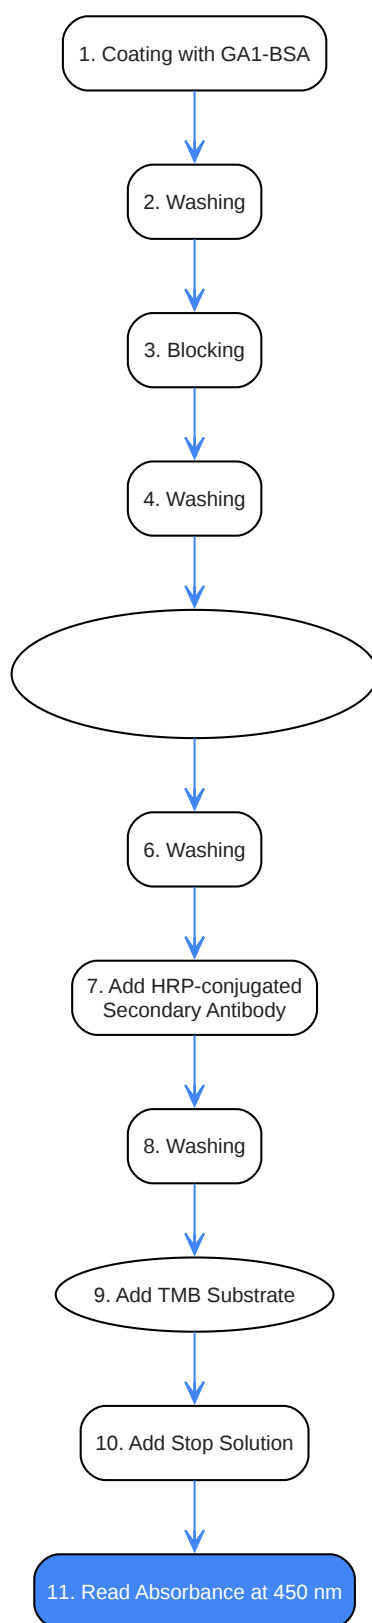 1. Coating with GA1-BSA
2. Washing
3. Blocking
4. Washing
6. Washing
7. Add HRP-conjugated
Secondary Antibody
8. Washing
9. Add TMB Substrate
10. Add Stop Solution
11. Read Absorbance at 450 nm